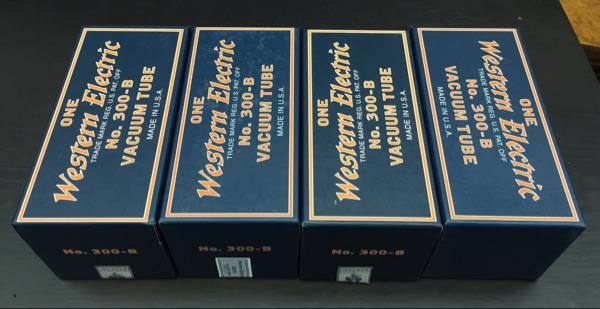 ONE
Western Electric
TRADE MARK REG. U.S. PAT. OFF
No. 300-B
VACUUM TUBE
MADE IN U.S.A.
No. 300-B
ONE
Western Electric
TRADE MARK REG. U.S. PAT. OFF
No. 300-B
VACUUM TUBE
MADE IN U.S.A.
No. 300-B
ONE
Western Electric
TRADE MARK REG. U.S. PAT. OFF
No. 300-B
VACUUM TUBE
MADE IN U.S.A.
No. 300-B
ONE
Western Electric
TRADE MARK REG. U.S. PAT. OFF
No. 300-B
VACUUM TUBE
MADE IN U.S.A.